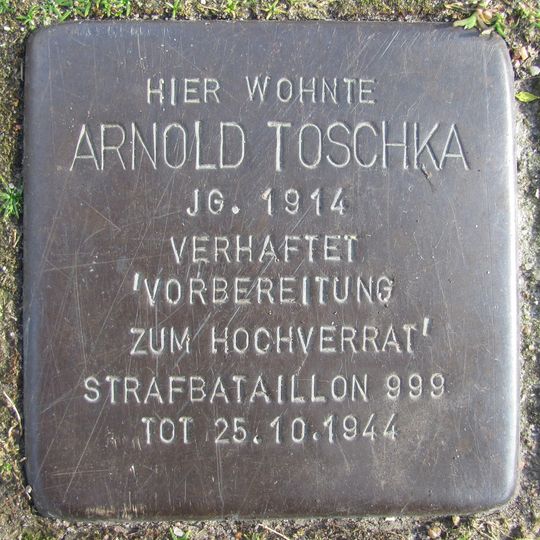 HIER WOHNTE
ARNOLD TOSCHKA
JG. 1914
VERHAFTET
'VORBEREITUNG
ZUM HOCHVERRAT'
STRAFBATAILLON 999
TOT 25.10.1944